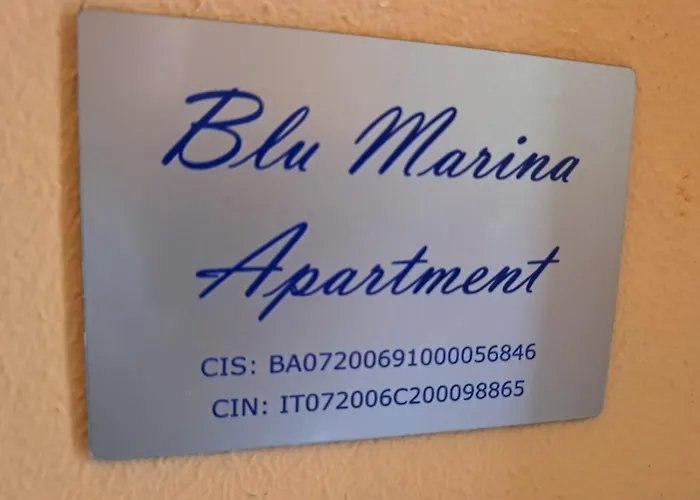 Blu Marina
Apartment
CIS: BA07200691000056846
CIN: IT072006C200098865